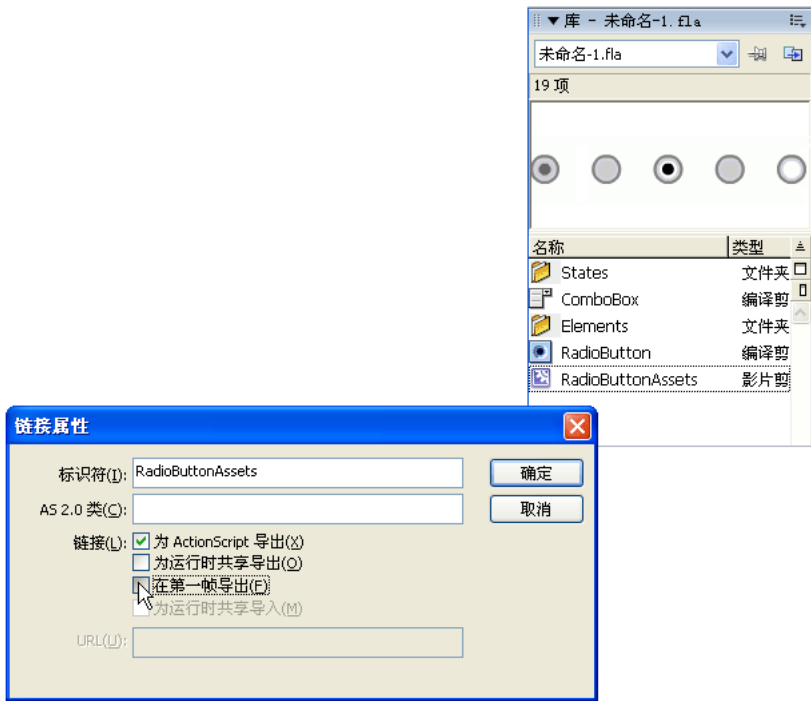 库 - 未命名-1.fla
未命名-1.fla
19 项
名称 类型
States 文件夹
ComboBox 编译剪
Elements 文件夹
RadioButton 编译剪
RadioButtonAssets 影片剪
链接属性
标识符(I): RadioButtonAssets 确定
AS 2.0 类(C): 取消
链接(L): 为 ActionScript 导出(X)
为运行时共享导出(O)
在第一帧导出(F)
为运行时共享导入(M)
URL(U):